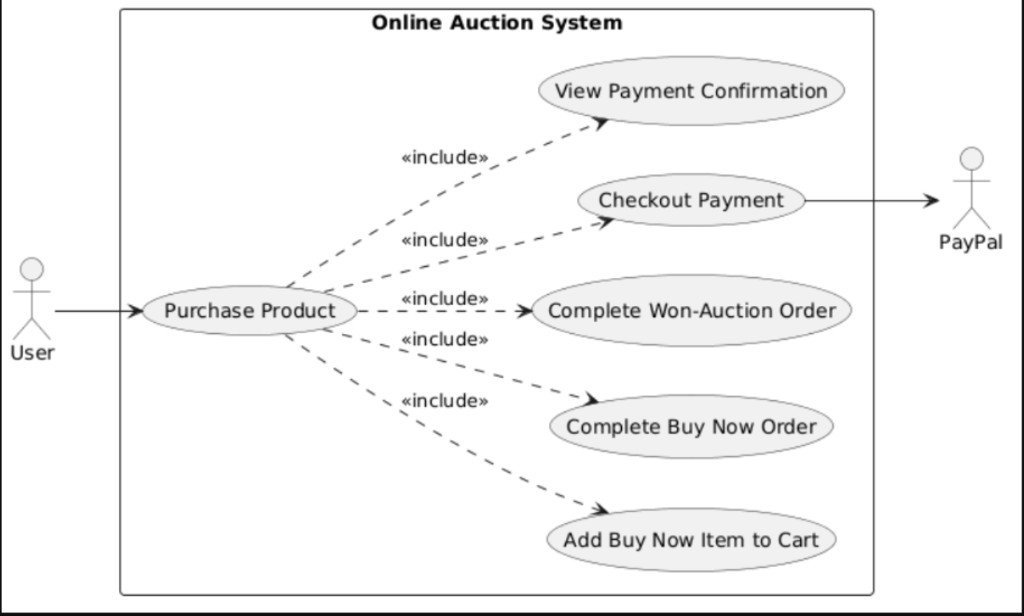 Online Auction System
View Payment Confirmation
«include»
Checkout Payment
PayPal
«include»
«include»
Purchase Product
Complete Won-Auction Order
User
«include»
«include»
Complete Buy Now Order
Add Buy Now Item to Cart